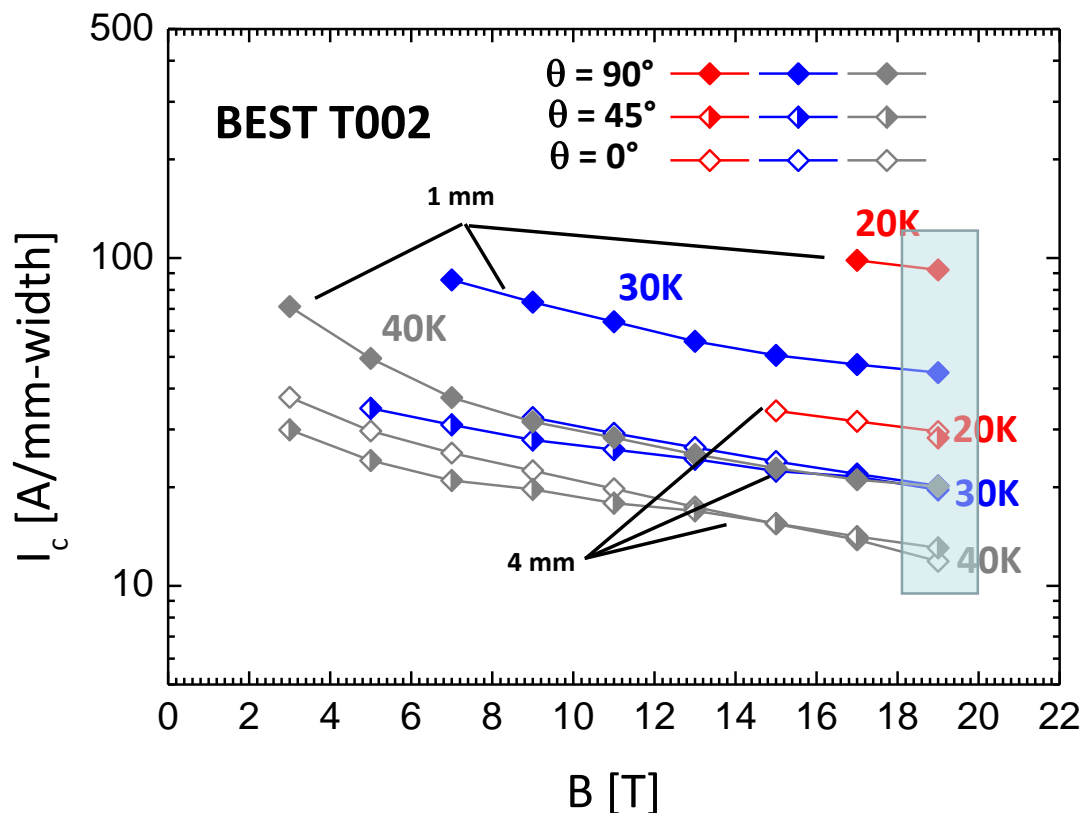 500
θ = 90°
θ = 45°
BEST T002
θ = 0°
1 mm
20K
100
30K
40K
I_c [A/mm-width]
20K
30K
4 mm
40K
10
0 2 4 6 8 10 12 14 16 18 20 22
B [T]